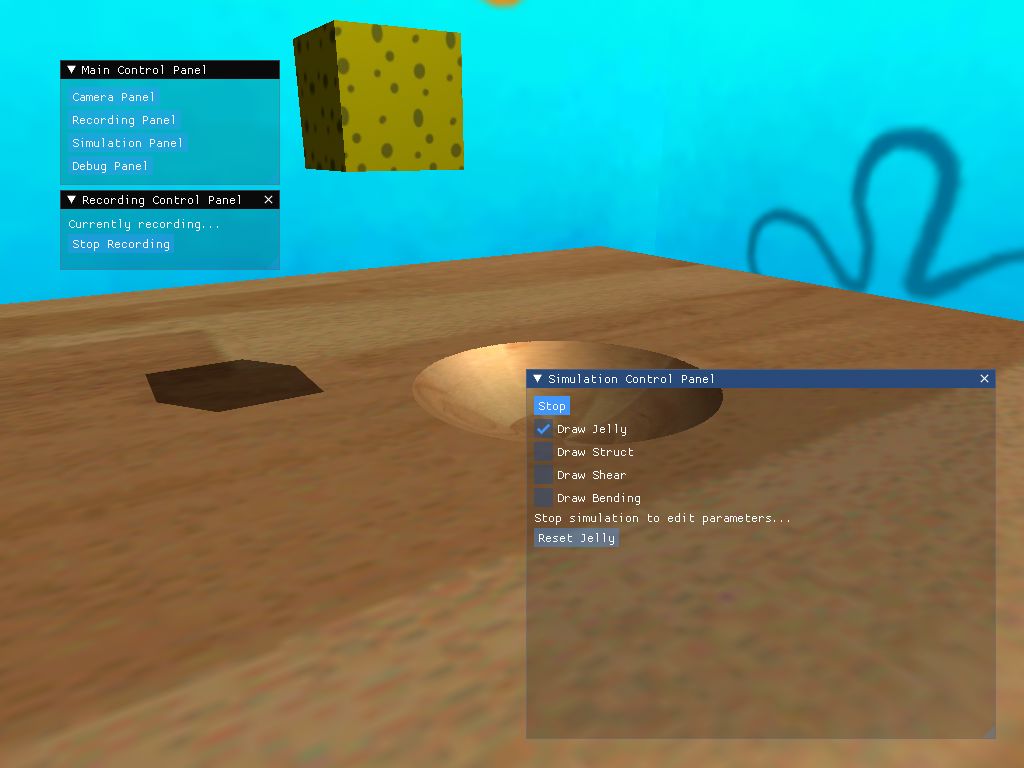 Main Control Panel
Camera Panel
Recording Panel
Simulation Panel
Debug Panel
Recording Control Panel
Currently recording...
Stop Recording
Simulation Control Panel
Stop
Draw Jelly
Draw Struct
Draw Shear
Draw Bending
Stop simulation to edit parameters...
Reset Jelly